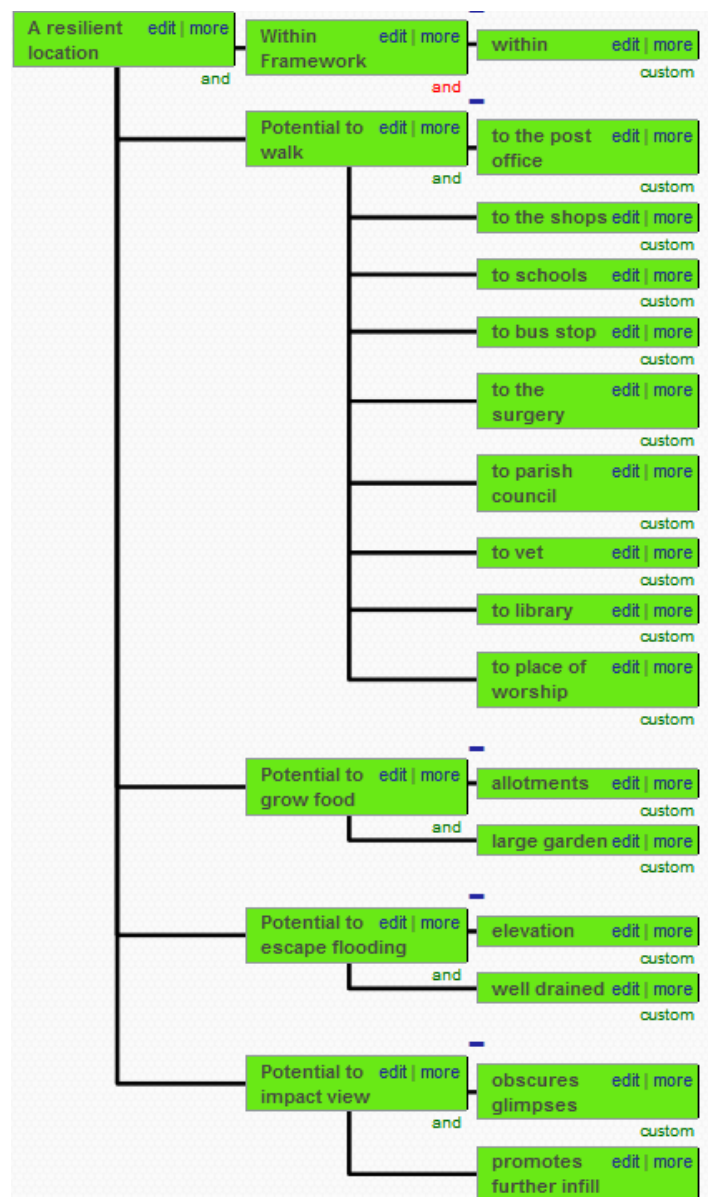 A resilient edit | more
location
and
Within edit | more
Framework
and
within edit | more
custom
Potential to edit | more
walk
and
to the post edit | more
office
custom
to the shops edit | more
custom
to schools edit | more
custom
to bus stop edit | more
custom
to the edit | more
surgery
custom
to parish edit | more
council
custom
to vet edit | more
custom
to library edit | more
custom
to place of edit | more
worship
custom
Potential to edit | more
grow food
and
allotments edit | more
custom
large garden edit | more
custom
Potential to edit | more
escape flooding
and
elevation edit | more
custom
well drained edit | more
custom
Potential to edit | more
impact view
and
obscures edit | more
glimpses
custom
promotes edit | more
further infill